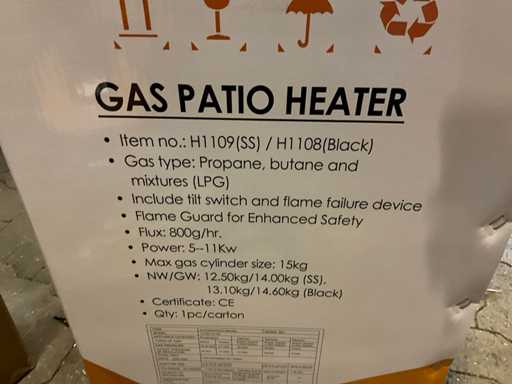 GAS PATIO HEATER
• Item no.: H1109(SS) / H1108(Black)
• Gas type: Propane, butane and
mixtures (LPG)
• Include tilt switch and flame failure device
• Flame Guard for Enhanced Safety
• Flux: 800g/hr.
• Power: 5--11Kw
• Max gas cylinder size: 15kg
• NW/GW: 12.50kg/14.00kg (SS),
13.10kg/14.60kg (Black)
• Certificate: CE
• Qty: 1pc/carton